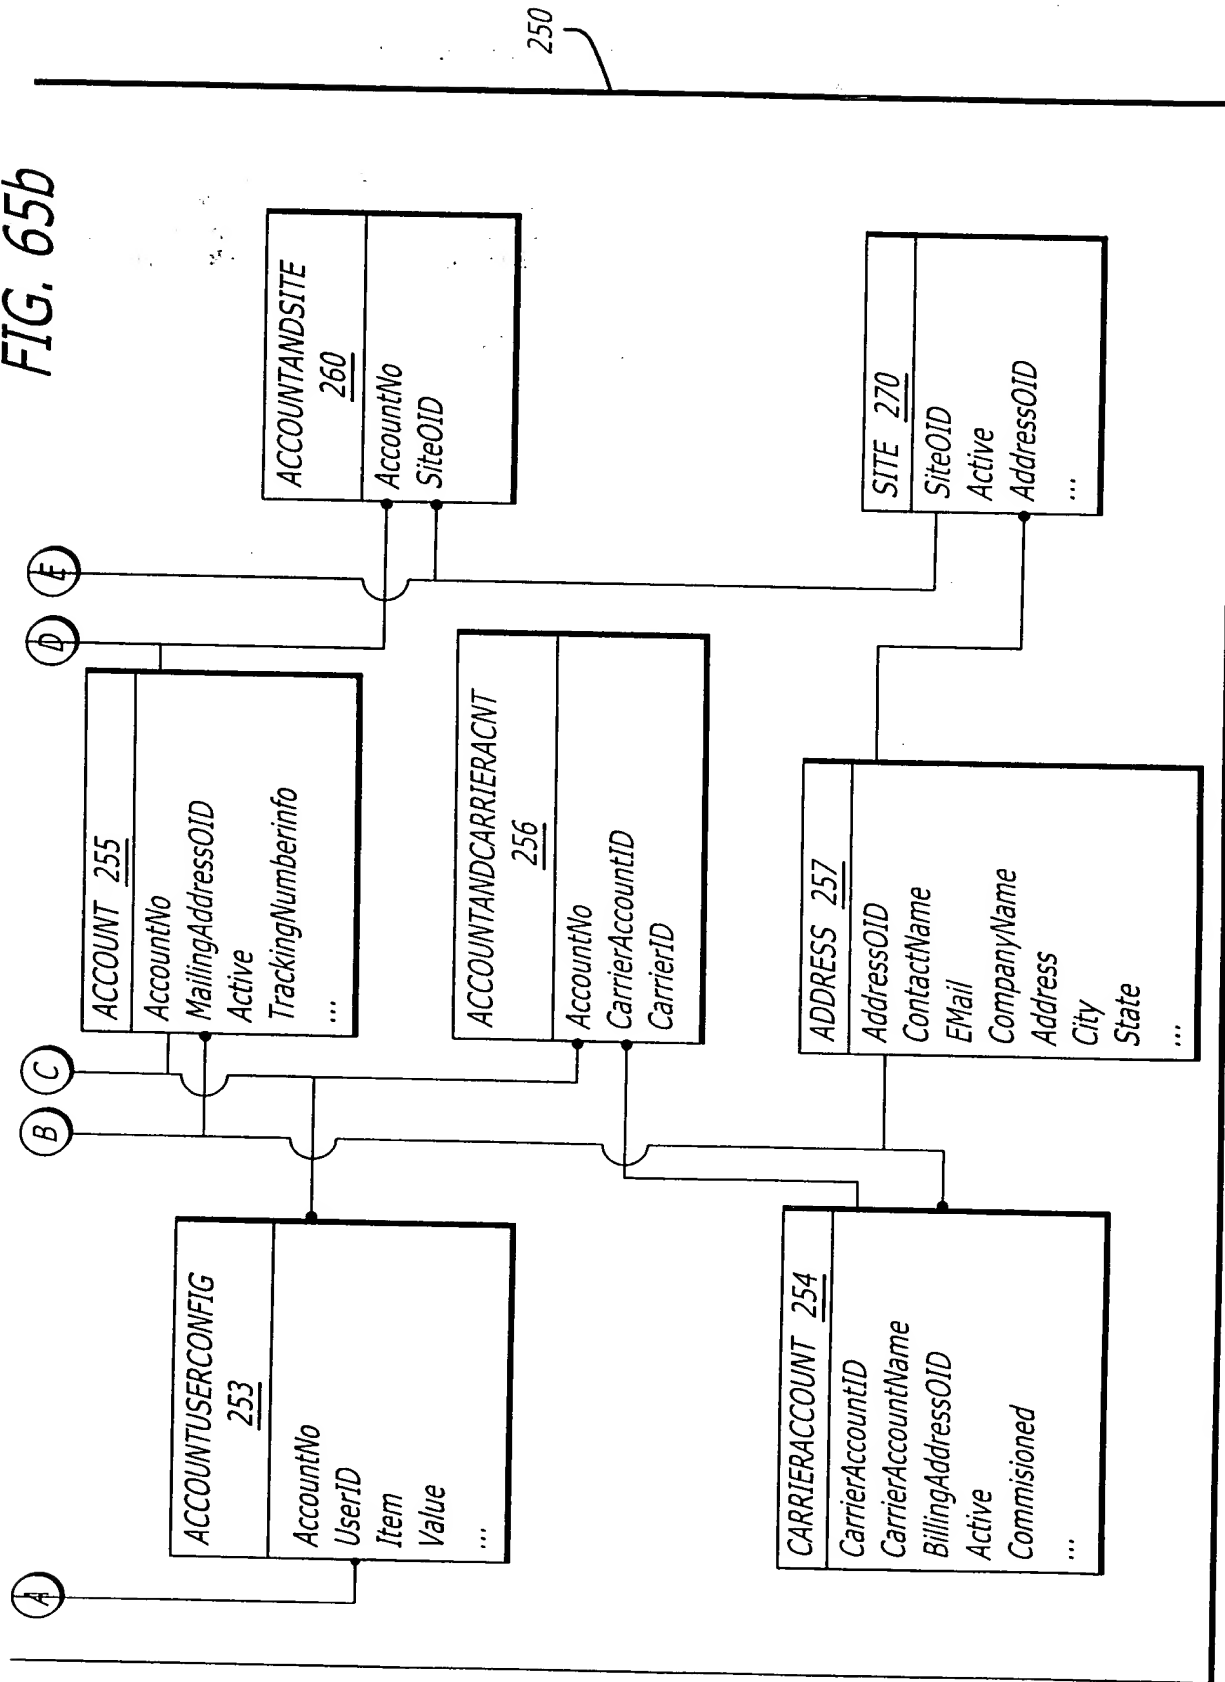 FIG. 65b
A
B
C
D
E
250
ACCOUNTUSERCONFIG
253
AccountNo
UserID
Item
Value
...
ACCOUNT 255
AccountNo
MailingAddressOID
Active
TrackingNumberinfo
...
ACCOUNTANDSITE
260
AccountNo
SiteOID
ACCOUNTANDCARRIERACNT
256
AccountNo
CarrierAccountID
CarrierID
CARRIERACCOUNT 254
CarrierAccountID
CarrierAccountName
BillingAddressOID
Active
Commisioned
...
ADDRESS 257
AddressOID
ContactName
EMail
CompanyName
Address
City
State
...
SITE 270
SiteOID
Active
AddressOID
...